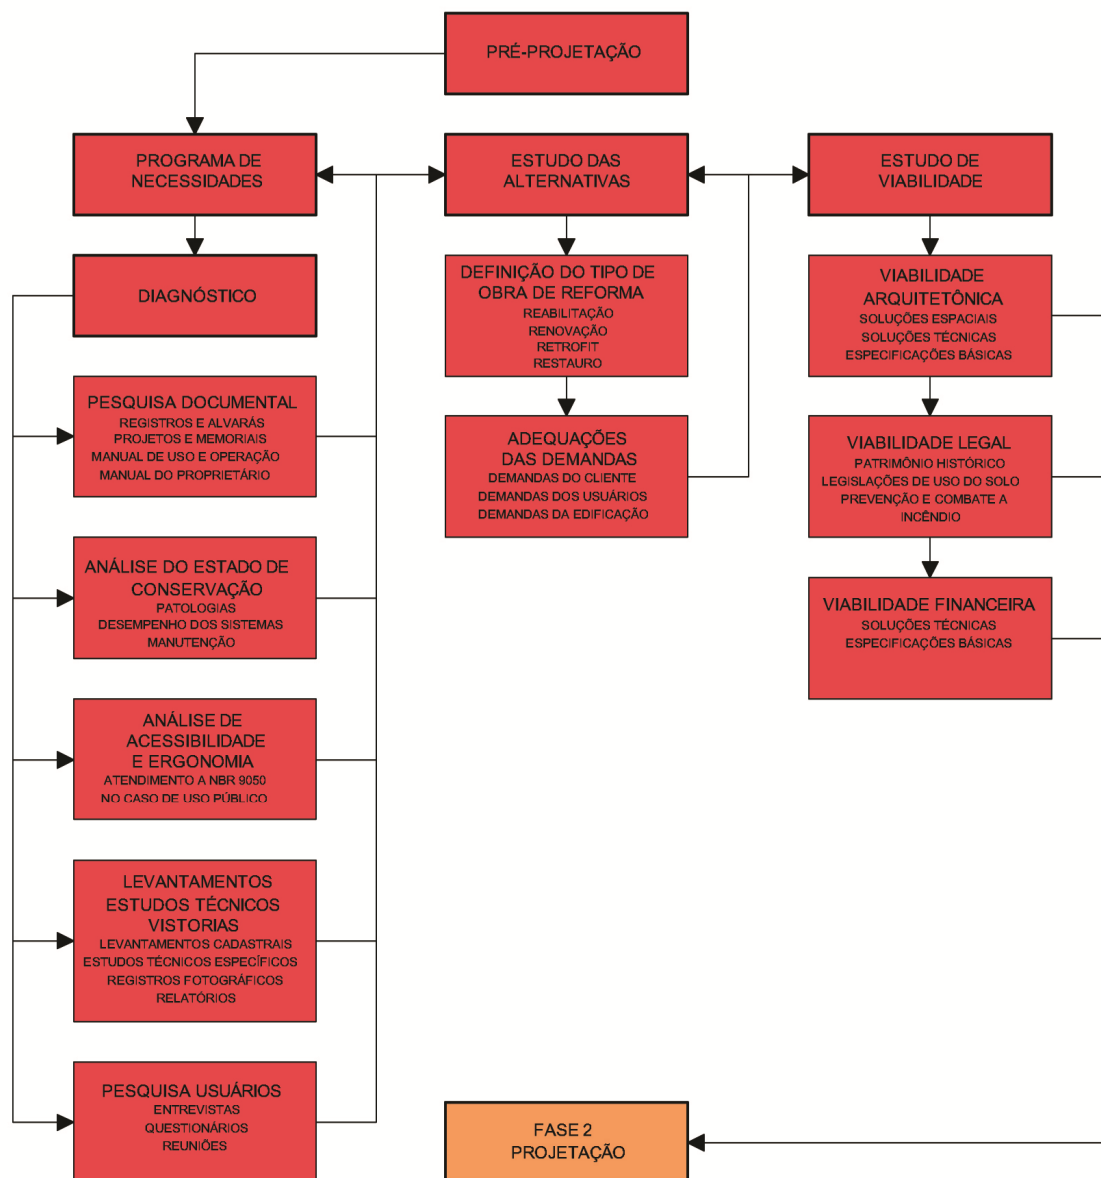 PRÉ-PROJETAÇÃO
PROGRAMA DE
NECESSIDADES
DIAGNÓSTICO
PESQUISA DOCUMENTAL
REGISTROS E ALVARÁS
PROJETOS E MEMORIAIS
MANUAL DE USO E OPERAÇÃO
MANUAL DO PROPRIETÁRIO
ANÁLISE DO ESTADO DE
CONSERVAÇÃO
PATOLOGIAS
DESEMPENHO DOS SISTEMAS
MANUTENÇÃO
ANÁLISE DE
ACESSIBILIDADE
E ERGONOMIA
ATENDIMENTO A NBR 9050
NO CASO DE USO PÚBLICO
LEVANTAMENTOS
ESTUDOS TÉCNICOS
VISTORIAS
LEVANTAMENTOS CADASTRAIS
ESTUDOS TÉCNICOS ESPECÍFICOS
REGISTROS FOTOGRÁFICOS
RELATÓRIOS
PESQUISA USUÁRIOS
ENTREVISTAS
QUESTIONÁRIOS
REUNIÕES
ESTUDO DAS
ALTERNATIVAS
DEFINIÇÃO DO TIPO DE
OBRA DE REFORMA
REABILITAÇÃO
RENOVAÇÃO
RETROFIT
RESTAURO
ADEQUAÇÕES
DAS DEMANDAS
DEMANDAS DO CLIENTE
DEMANDAS DOS USUÁRIOS
DEMANDAS DA EDIFICAÇÃO
ESTUDO DE
VIABILIDADE
VIABILIDADE
ARQUITETÔNICA
SOLUÇÕES ESPACIAIS
SOLUÇÕES TÉCNICAS
ESPECIFICAÇÕES BÁSICAS
VIABILIDADE LEGAL
PATRIMÔNIO HISTÓRICO
LEGISLAÇÕES DE USO DO SOLO
PREVENÇÃO E COMBATE A
INCÊNDIO
VIABILIDADE FINANCEIRA
SOLUÇÕES TÉCNICAS
ESPECIFICAÇÕES BÁSICAS
FASE 2
PROJETAÇÃO